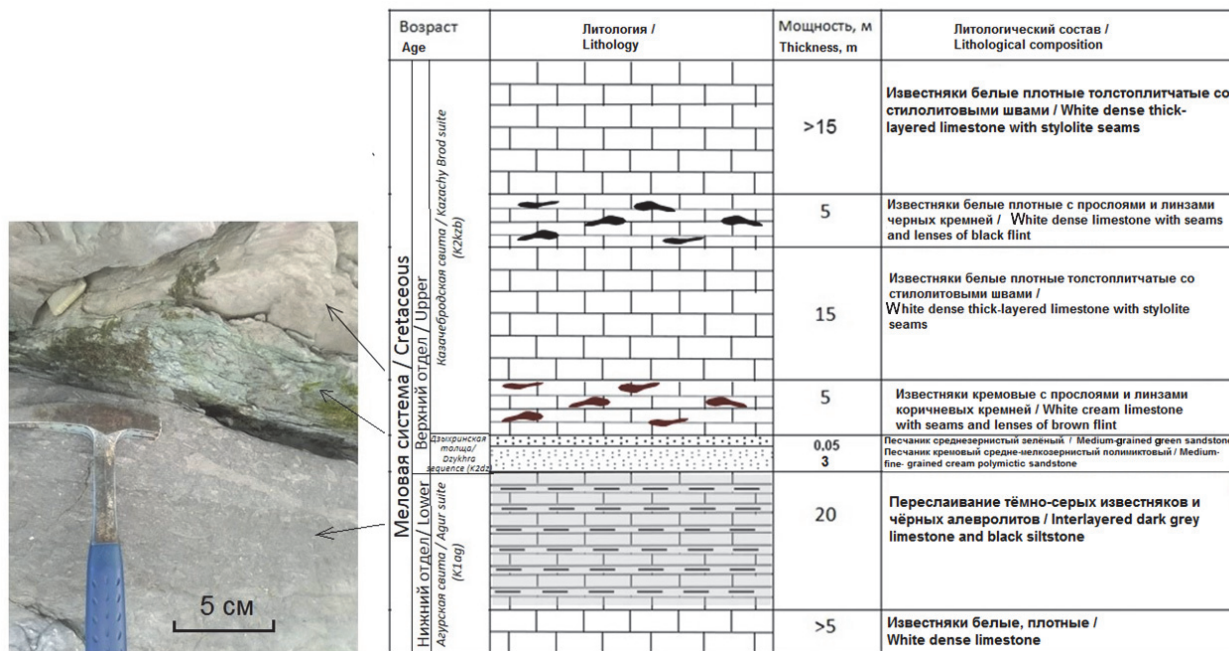 Возраст
Age
Литология /
Lithology
Мощность, м
Thickness, m
Литологический состав /
Lithological composition
Меловая система / Cretaceous
Верхний отдел / Upper
Казачебродская свита / Kazachy Brod suite
(K2kzb)
>15
Известняки белые плотные толстоплитчатые со
стилолитовыми швами / White dense thick-
layered limestone with stylolite seams
5
Известняки белые плотные с прослоями и линзами
черных кремней / White dense limestone with seams
and lenses of black flint
15
Известняки белые плотные толстоплитчатые со
стилолитовыми швами /
White dense thick-layered limestone with stylolite
seams
5
Известняки кремовые с прослоями и линзами
коричневых кремней / White cream limestone
with seams and lenses of brown flint
Дзыхринская
толща/
Dzykhra
sequence (K2dz)
0.05
Песчаник среднезернистый зелёный / Medium-grained green sandstone
3
Песчаник кремовый средне-мелкозернистый полимиктовый / Medium-
fine- grained cream polymictic sandstone
Нижний отдел/ Lower
Агурская свита / Agur suite
(K1ag)
20
Переслаивание тёмно-серых известняков и
чёрных алевролитов / Interlayered dark grey
limestone and black siltstone
>5
Известняки белые, плотные /
White dense limestone
5 см